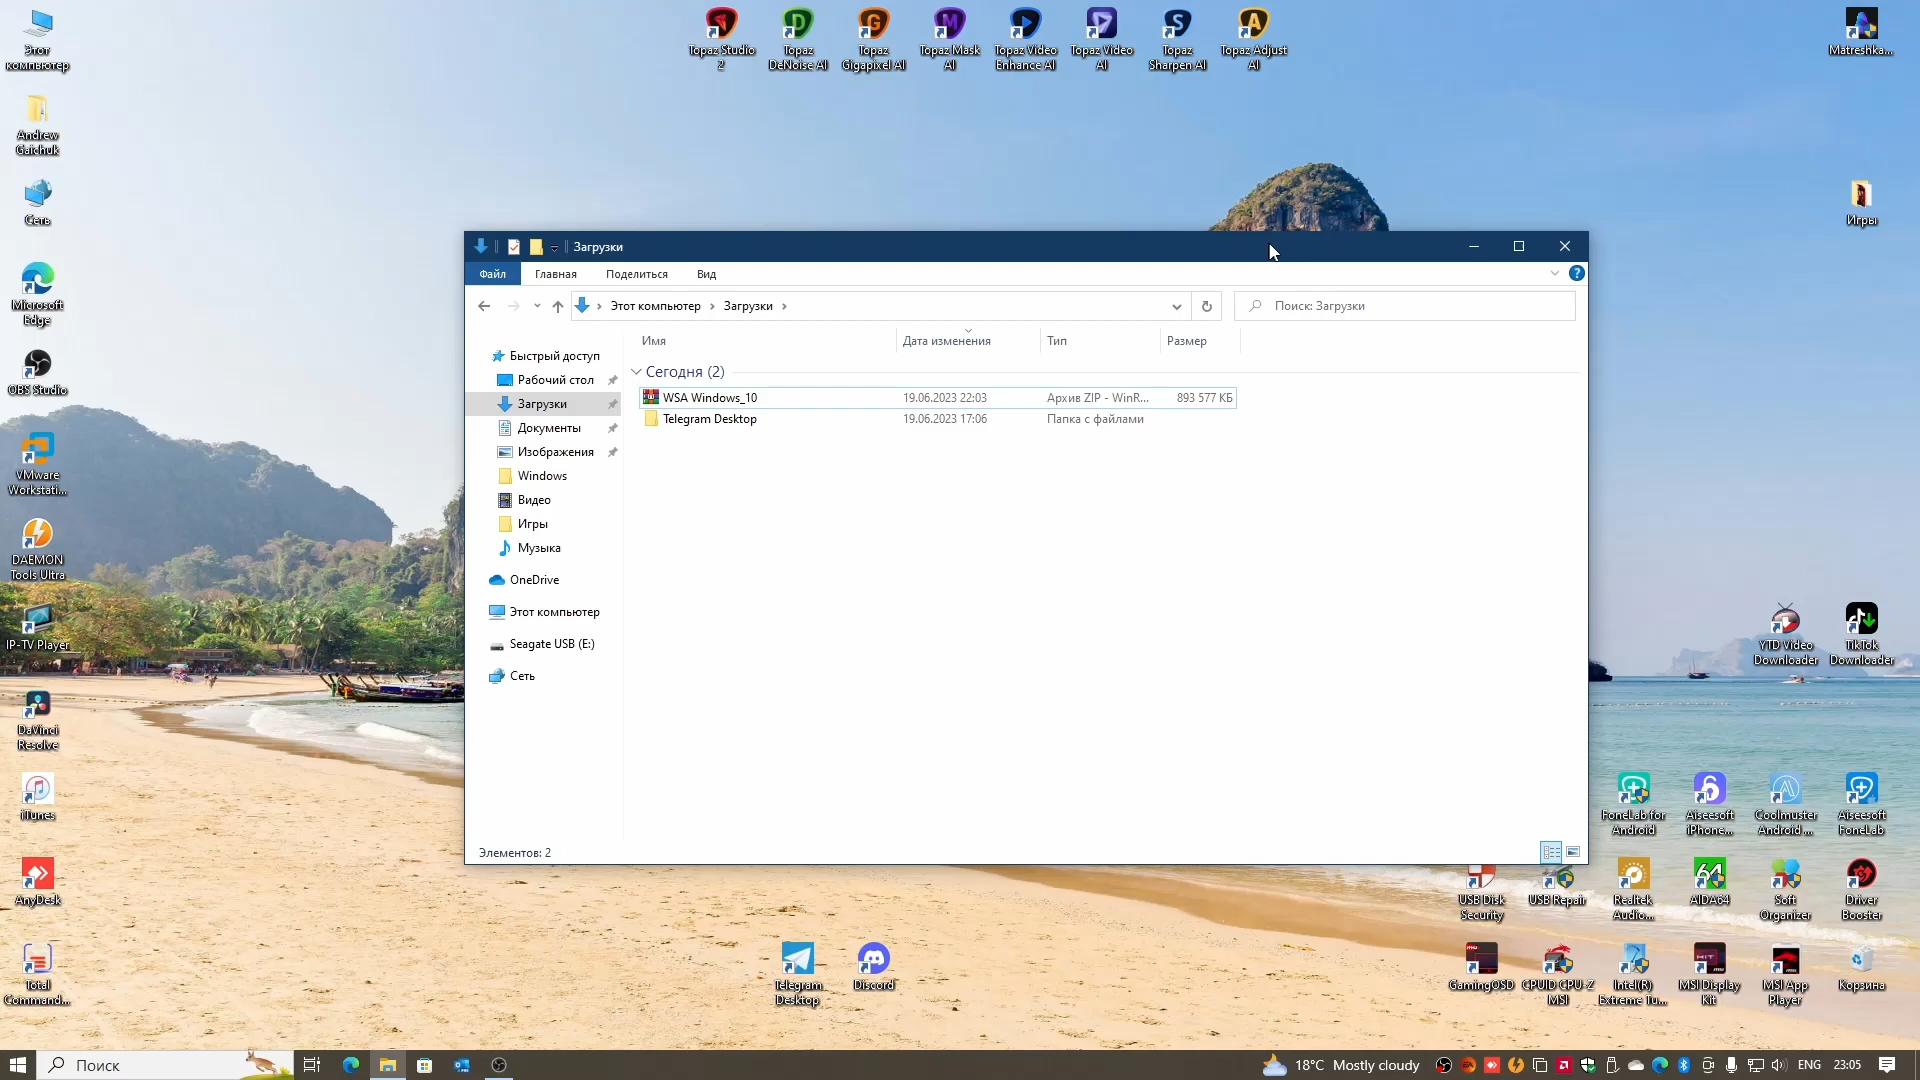 Этот
компьютер
Topaz Studio
2
Topaz
DeNoise AI
Topaz
Gigapixel AI
Topaz Mask
AI
Topaz Video
Enhance AI
Topaz Video
AI
Topaz
Sharpen AI
Topaz Adjust
AI
Matreshka...
Andrew
Gaichuk
Сеть
Игры
Microsoft
Edge
OBS Studio
VMware
Workstati...
DAEMON
Tools Ultra
IP-TV Player
DaVinci
Resolve
iTunes
AnyDesk
Total
Command...
Загрузки
Файл
Главная
Поделиться
Вид
Этот компьютер
Загрузки
Поиск: Загрузки
Имя
Дата изменения
Тип
Размер
Быстрый доступ
Рабочий стол
Загрузки
Документы
Изображения
Windows
Видео
Игры
Музыка
OneDrive
Этот компьютер
Seagate USB (E:)
Сеть
Сегодня (2)
WSA Windows_10 19.06.2023 22:03 Архив ZIP - WinR... 893 577 КБ
Telegram Desktop 19.06.2023 17:06 Папка с файлами
Элементов: 2
YTD Video
Downloader
TikTok
Downloader
FoneLab for
Android
Aiseesoft
iPhone...
Coolmuster
Android ...
Aiseesoft
FoneLab
USB Disk
Security
USB Repair
Realtek
Audio...
64
AIDA64
Soft
Organizer
Driver
Booster
Telegram
Desktop
Discord
GamingOSD
CPUID CPU-Z
MSI
Intel(R)
Extreme Tu...
MSI Display
Kit
MSI App
Player
Корзина
Поиск
18°C Mostly cloudy
ENG
23:05